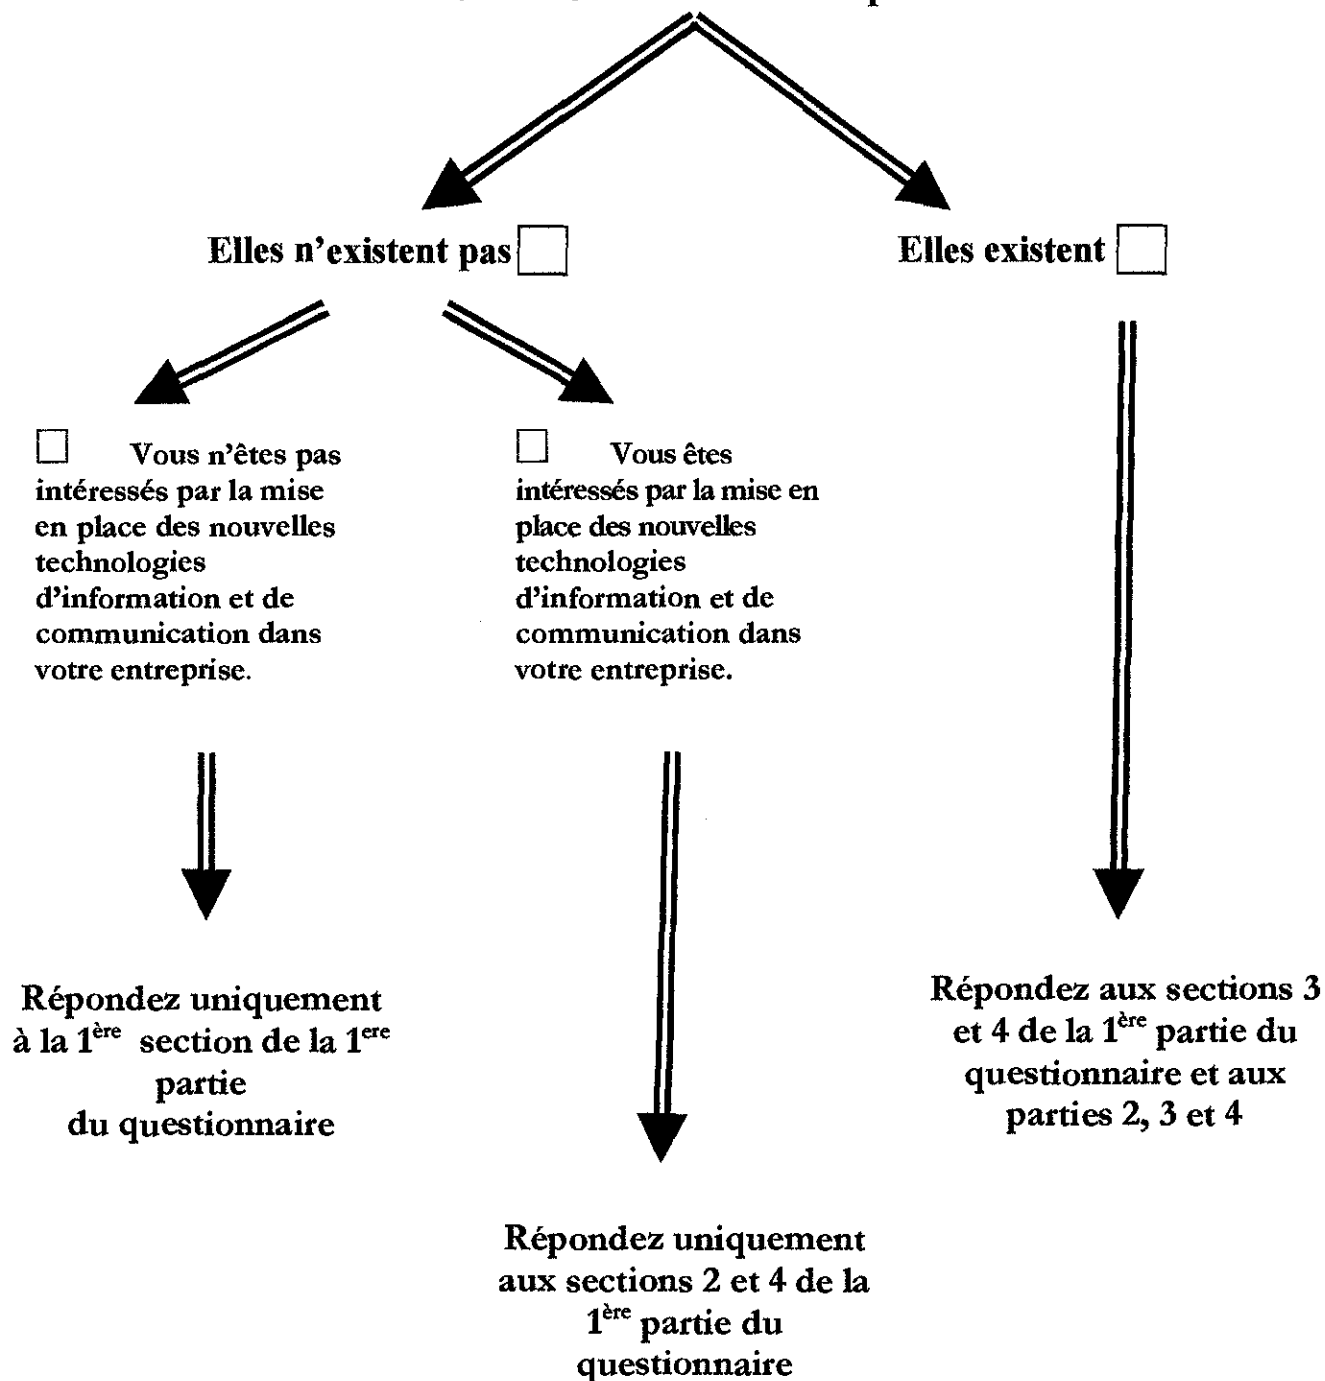 Elles n'existent pas
Elles existent
Vous n'êtes pas
intéressés par la mise
en place des nouvelles
technologies
d'information et de
communication dans
votre entreprise.
Vous êtes
intéressés par la mise en
place des nouvelles
technologies
d'information et de
communication dans
votre entreprise.
Répondez uniquement
à la 1ère section de la 1ere
partie
du questionnaire
Répondez aux sections 3
et 4 de la 1ère partie du
questionnaire et aux
parties 2, 3 et 4
Répondez uniquement
aux sections 2 et 4 de la
1ère partie du
questionnaire